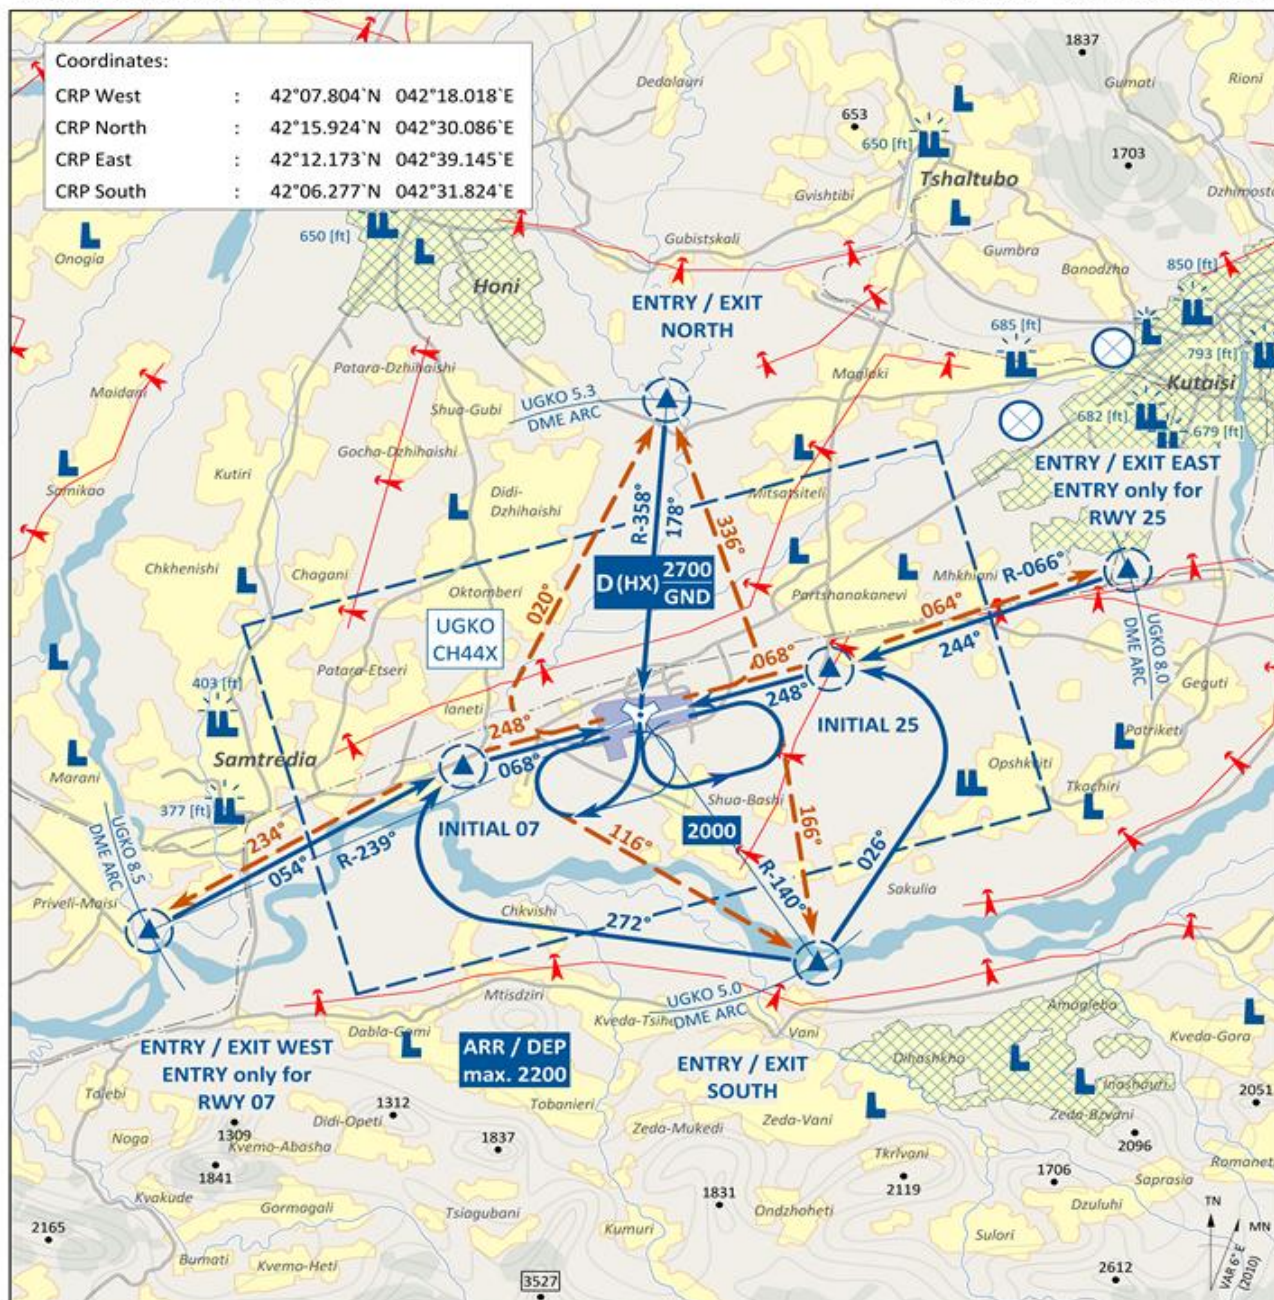 Coordinates:
CRP West : 42°07.804`N 042°18.018`E
CRP North : 42°15.924`N 042°30.086`E
CRP East : 42°12.173`N 042°39.145`E
CRP South : 42°06.277`N 042°31.824`E
1837
Gumati
Rioni
Dedalauri
653
650 [ft]
1703
Tshaltubo
Gvishtibi
650 [ft]
Onogia
Gubistskali
Gumbra
Banodzha
850 [ft]
Honi
ENTRY / EXIT
NORTH
685 [ft]
793 [ft]
Patara-Dzhihaishi
Maglaki
Kutaisi
Maidani
Shua-Gubi
UGKO 5.3
DME ARC
682 [ft]
679 [ft]
Gocha-Dzhihaishi
Kutiri
Samikao
Didi-
Dzhihaishi
Mitsatsiteli
ENTRY / EXIT EAST
ENTRY only for
RWY 25
R-358°
178°
336°
Chkhenishi
Chagani
Oktomberi
020°
D (HX) 2700
GND
Mhkhiani
R-066°
Partshanakanevi
064°
244°
UGKO
CH44X
UGKO 8.0
DME ARC
Patara-Etseri
068°
248°
403 [ft]
Ianeti
Geguti
248°
068°
INITIAL 25
Samtredia
Patriketi
Marani
Opshkviti
Tkachiri
377 [ft]
Shua-Bashi
INITIAL 07
2000
234°
054°
R-239°
116°
166°
026°
UGKO 8.5
DME ARC
Priveli-Maisi
R-140°
Sakulia
Chkvishi
272°
Mtisdziri
UGKO 5.0
DME ARC
Amagleba
Kveda-Tsihe
Vani
Dabla-Gomi
Kveda-Gora
ENTRY / EXIT WEST
ENTRY only for
RWY 07
ARR / DEP
max. 2200
ENTRY / EXIT
SOUTH
Dihashkho
Inashauri
Talebi
Tobanieri
2051
1312
Didi-Opeti
Zeda-Mukedi
Zeda-Vani
Zeda-Bzvani
Noga
1309
Kvemo-Abasha
1837
2096
1841
Tkrlvani
2119
1706
Romaneti
Saprasia
Kvakude
Gormagali
Tsiagubani
1831
Ondzhoheti
Dzuluhi
TN
MN
2165
Kumuri
Sulori
Bumati
Kvemo-Heti
3527
2612
VAR 6° E
(2010)